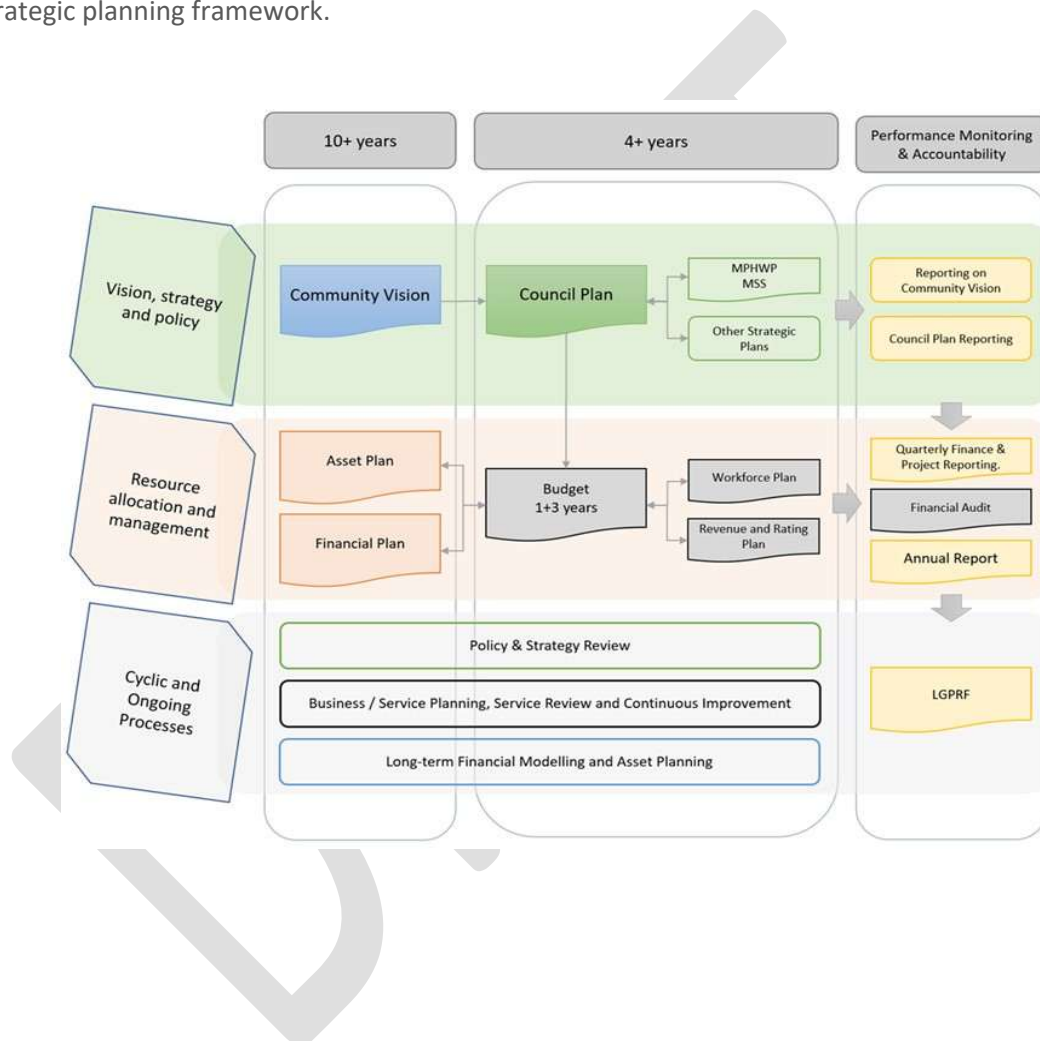 rategic planning framework.
10+ years
4+ years
Performance Monitoring
& Accountability
Vision, strategy
and policy
Community Vision
Council Plan
MPHWP
MSS
Other Strategic
Plans
Reporting on
Community Vision
Council Plan Reporting
Resource
allocation and
management
Asset Plan
Financial Plan
Budget
1+3 years
Workforce Plan
Revenue and Rating
Plan
Quarterly Finance &
Project Reporting.
Financial Audit
Annual Report
Cyclic and
Ongoing
Processes
Policy & Strategy Review
Business / Service Planning, Service Review and Continuous Improvement
Long-term Financial Modelling and Asset Planning
LGPRF